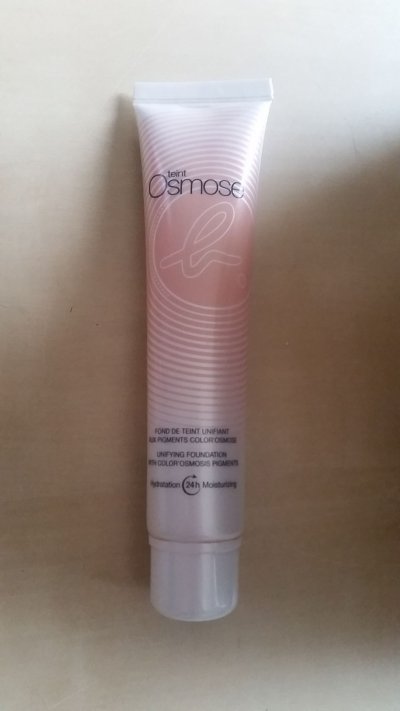 teint
Osmose
b
FOND DE TEINT UNIFIANT
AUX PIGMENTS COLOR'OSMOSE
UNIFYING FOUNDATION
WITH COLOR'OSMOSIS PIGMENTS
Hydratation 24h Moisturizing